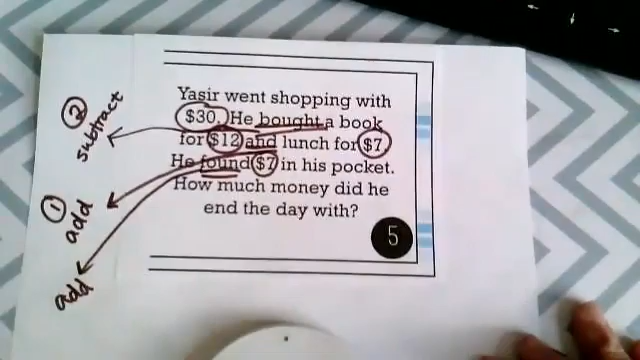 Yasir went shopping with
$30. He bought a book
for $12 and lunch for $7.
He found $7 in his pocket.
How much money did he
end the day with?
5
2
subtract
1
add
add